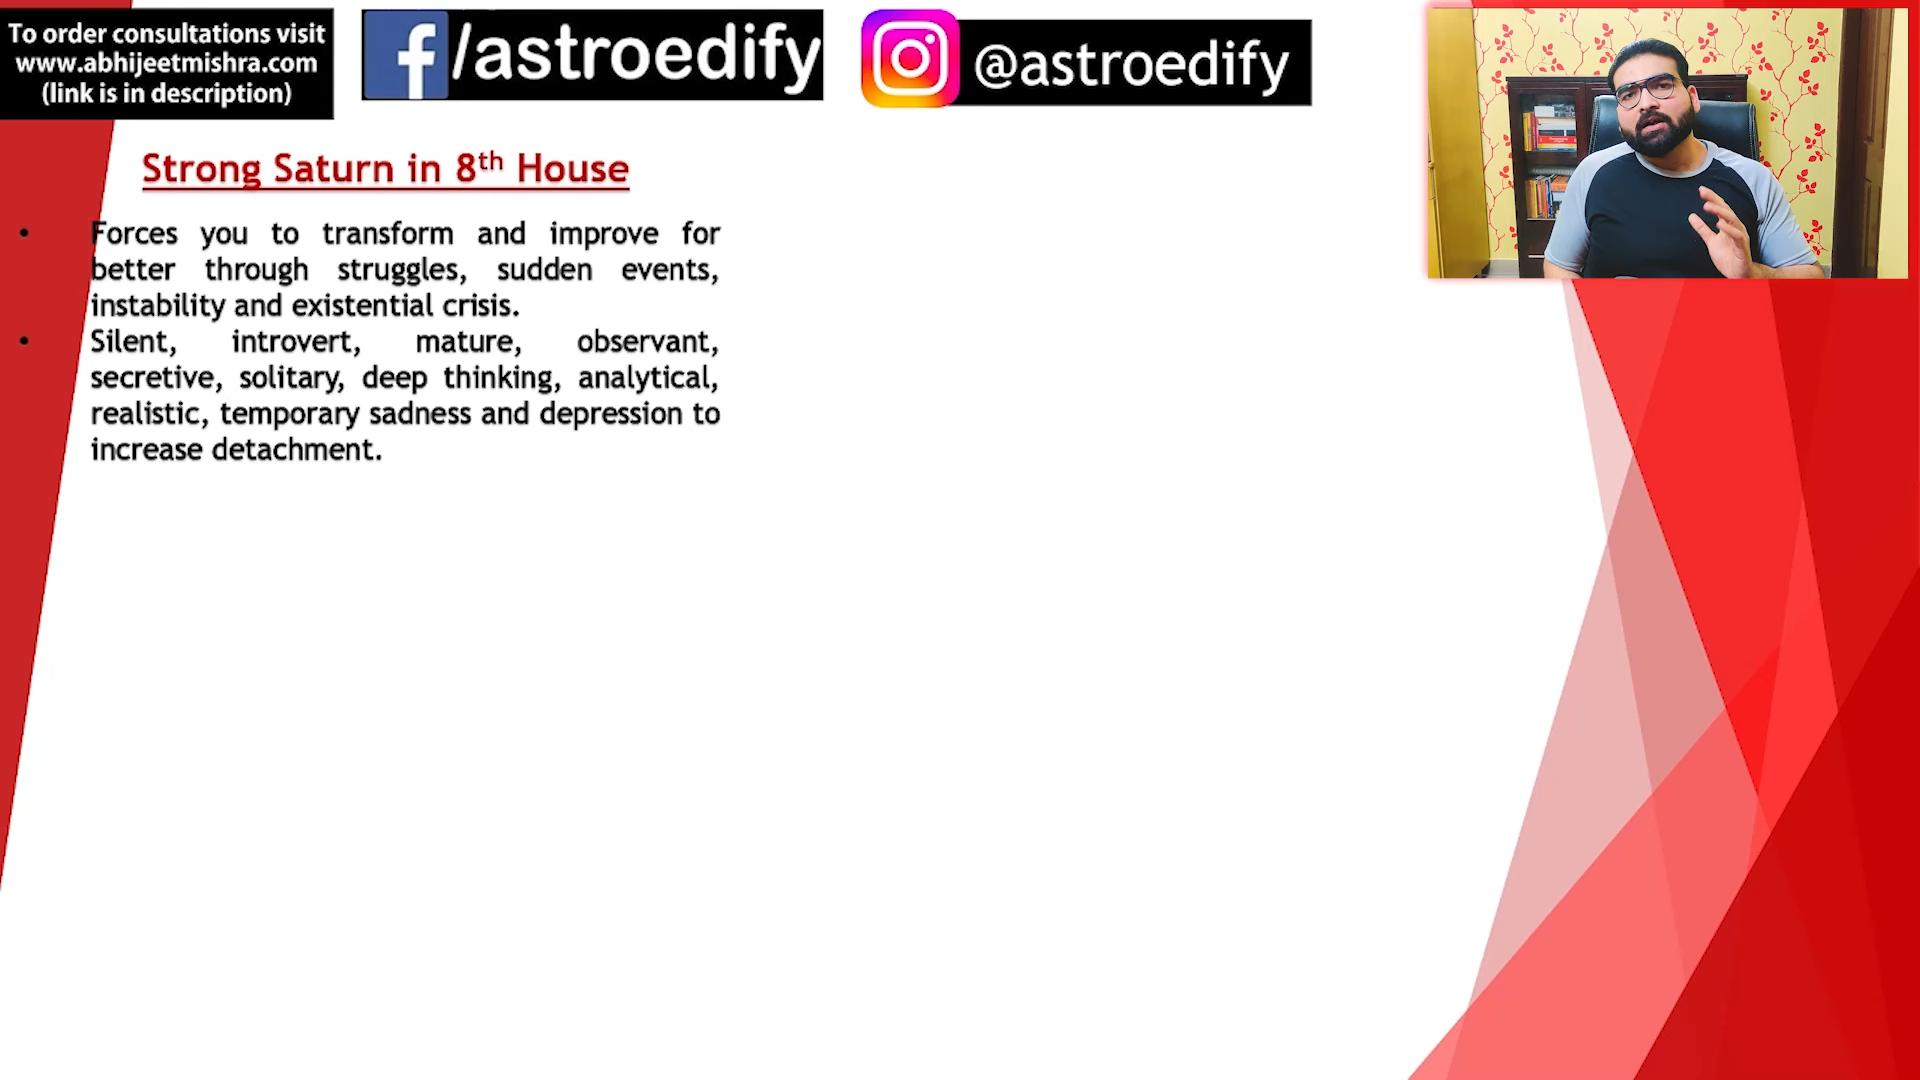 To order consultations visit
www.abhijeetmishra.com
(link is in description)
f/astroedify
@astroedify
Strong Saturn in 8th House
• Forces you to transform and improve for
better through struggles, sudden events,
instability and existential crisis.
• Silent, introvert, mature, observant,
secretive, solitary, deep thinking, analytical,
realistic, temporary sadness and depression to
increase detachment.